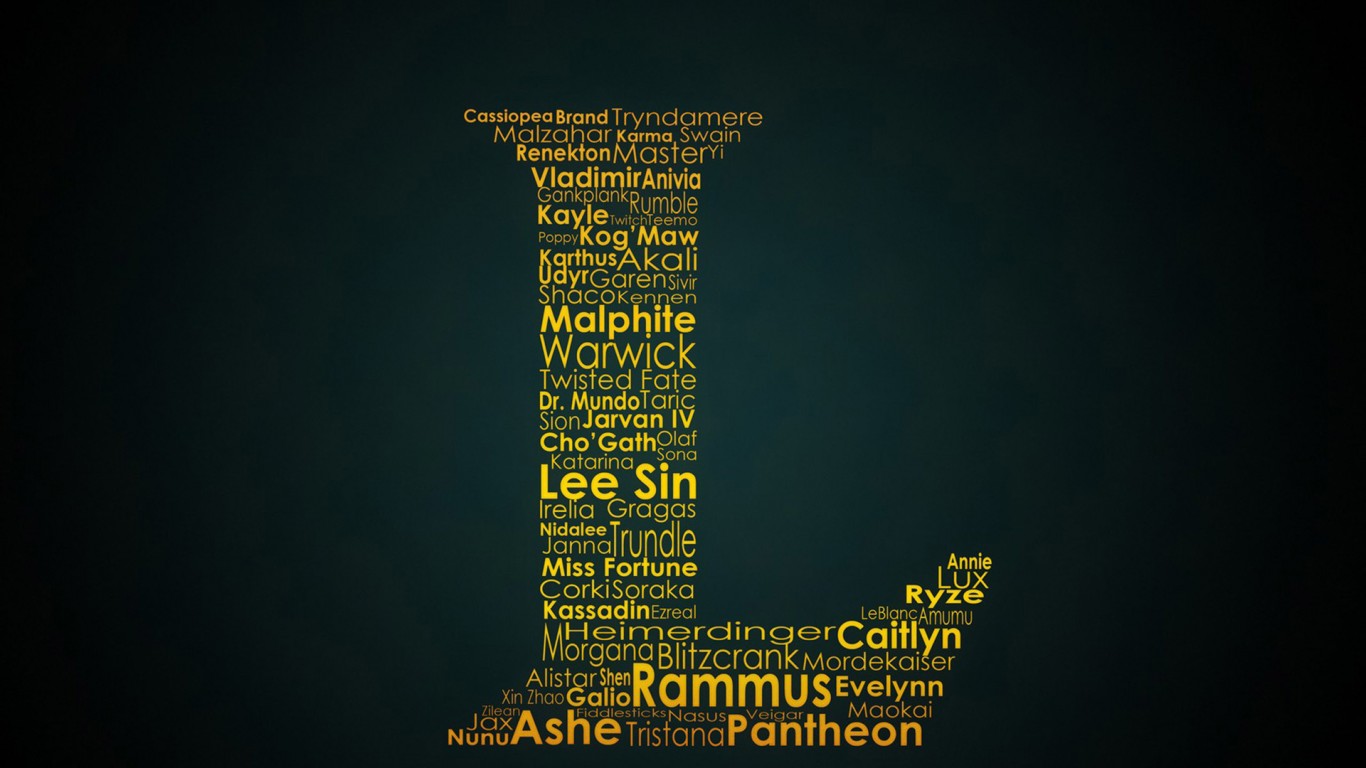 Cassiopea Brand Tryndamere
Malzahar Karma Swain
Renekton Master Yi
Vladimir Anivia
Gankplank Rumble
Kayle Twitch Teemo
Poppy Kog'Maw
Karthus Akali
Udyr Garen Sivir
Shaco Kennen
Malphite
Warwick
Twisted Fate
Dr. Mundo Taric
Sion Jarvan IV
Cho'Gath Olaf
Katarina Sona
Lee Sin
Irelia Gragas
Nidalee Trundle
Janna
Miss Fortune
Corki Soraka
Kassadin Ezreal
Annie
Lux
Ryze
LeBlanc Amumu
Heimerdinger Caitlyn
Morgana Blitzcrank Mordekaiser
Alistar Shen Rammus Evelynn
Xin Zhao Galio
Zilean Fiddlesticks Nasus Veigar Maokai
Jax
Nunu Ashe Tristana Pantheon